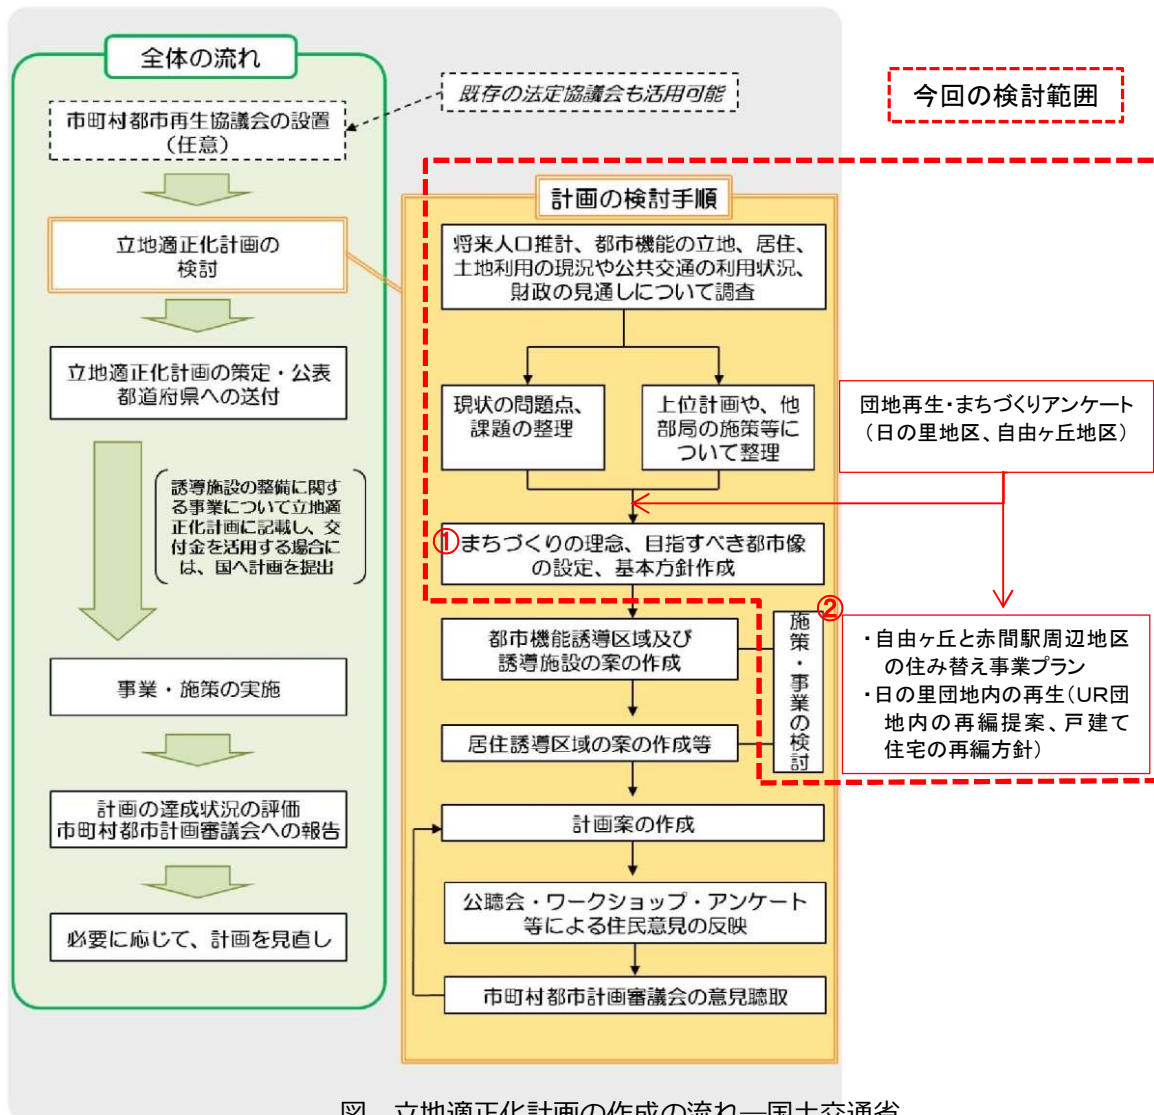 全体の流れ
市町村都市再生協議会の設置
（任意）
既存の法定協議会も活用可能
今回の検討範囲
立地適正化計画の
検討
立地適正化計画の策定・公表
都道府県への送付
誘導施設の整備に関す
る事業について立地適
正化計画に記載し、交
付金を活用する場合に
は、国へ計画を提出
事業・施策の実施
計画の達成状況の評価
市町村都市計画審議会への報告
必要に応じて、計画を見直し
計画の検討手順
将来人口推計、都市機能の立地、居住、
土地利用の現況や公共交通の利用状況、
財政の見通しについて調査
現状の問題点、
課題の整理
上位計画や、他
部局の施策等に
ついて整理
団地再生・まちづくりアンケート
（日の里地区、自由ヶ丘地区）
①まちづくりの理念、目指すべき都市像
の設定、基本方針作成
都市機能誘導区域及び
誘導施設の案の作成
居住誘導区域の案の作成等
施策・事業の検討
②
・自由ヶ丘と赤間駅周辺地区
の住み替え事業プラン
・日の里団地内の再生（UR団
地内の再編提案、戸建て
住宅の再編方針）
計画案の作成
公聴会・ワークショップ・アンケート
等による住民意見の反映
市町村都市計画審議会の意見聴取
図　立地適正化計画の作成の流れ―国土交通省